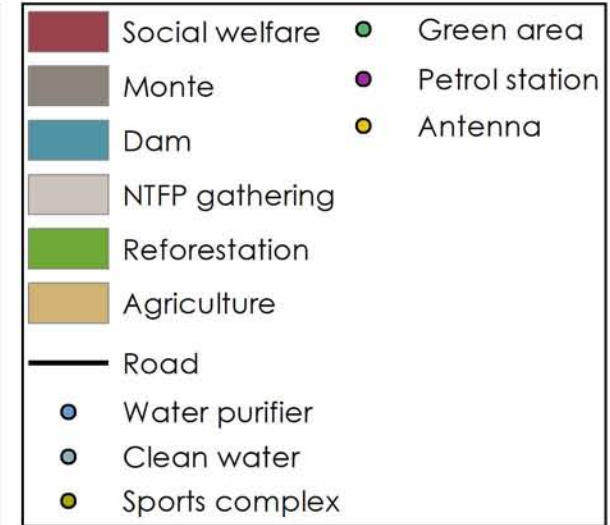 Social welfare
Monte
Dam
NTFP gathering
Reforestation
Agriculture
Road
Water purifier
Clean water
Sports complex
Green area
Petrol station
Antenna